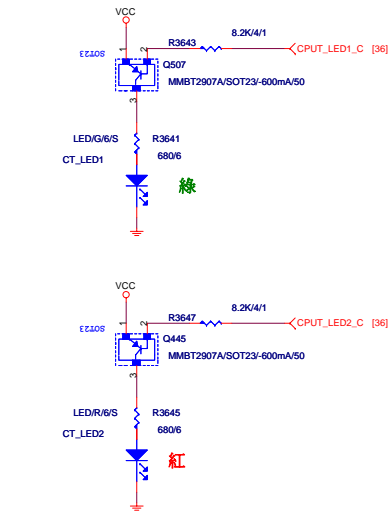 VCC
R3643
8.2K/4/1
CPUT_LED1_C [36]
SOT23
1
2
Q507
MMBT2907A/SOT23/-600mA/50
3
LED/G/6/S
R3641
CT_LED1
680/6
綠
VCC
R3647
8.2K/4/1
CPUT_LED2_C [36]
SOT23
1
2
Q445
MMBT2907A/SOT23/-600mA/50
3
LED/R/6/S
R3645
CT_LED2
680/6
紅